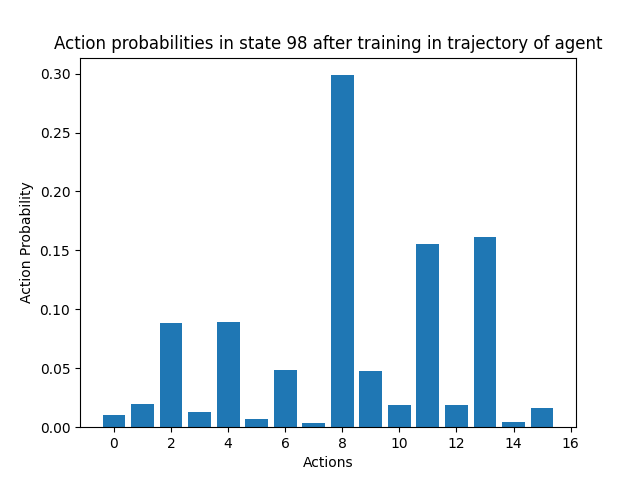 Action probabilities in state 98 after training in trajectory of agent
0.30
0.25
0.20
0.15
0.10
0.05
0.00
Action Probability
0 2 4 6 8 10 12 14 16
Actions